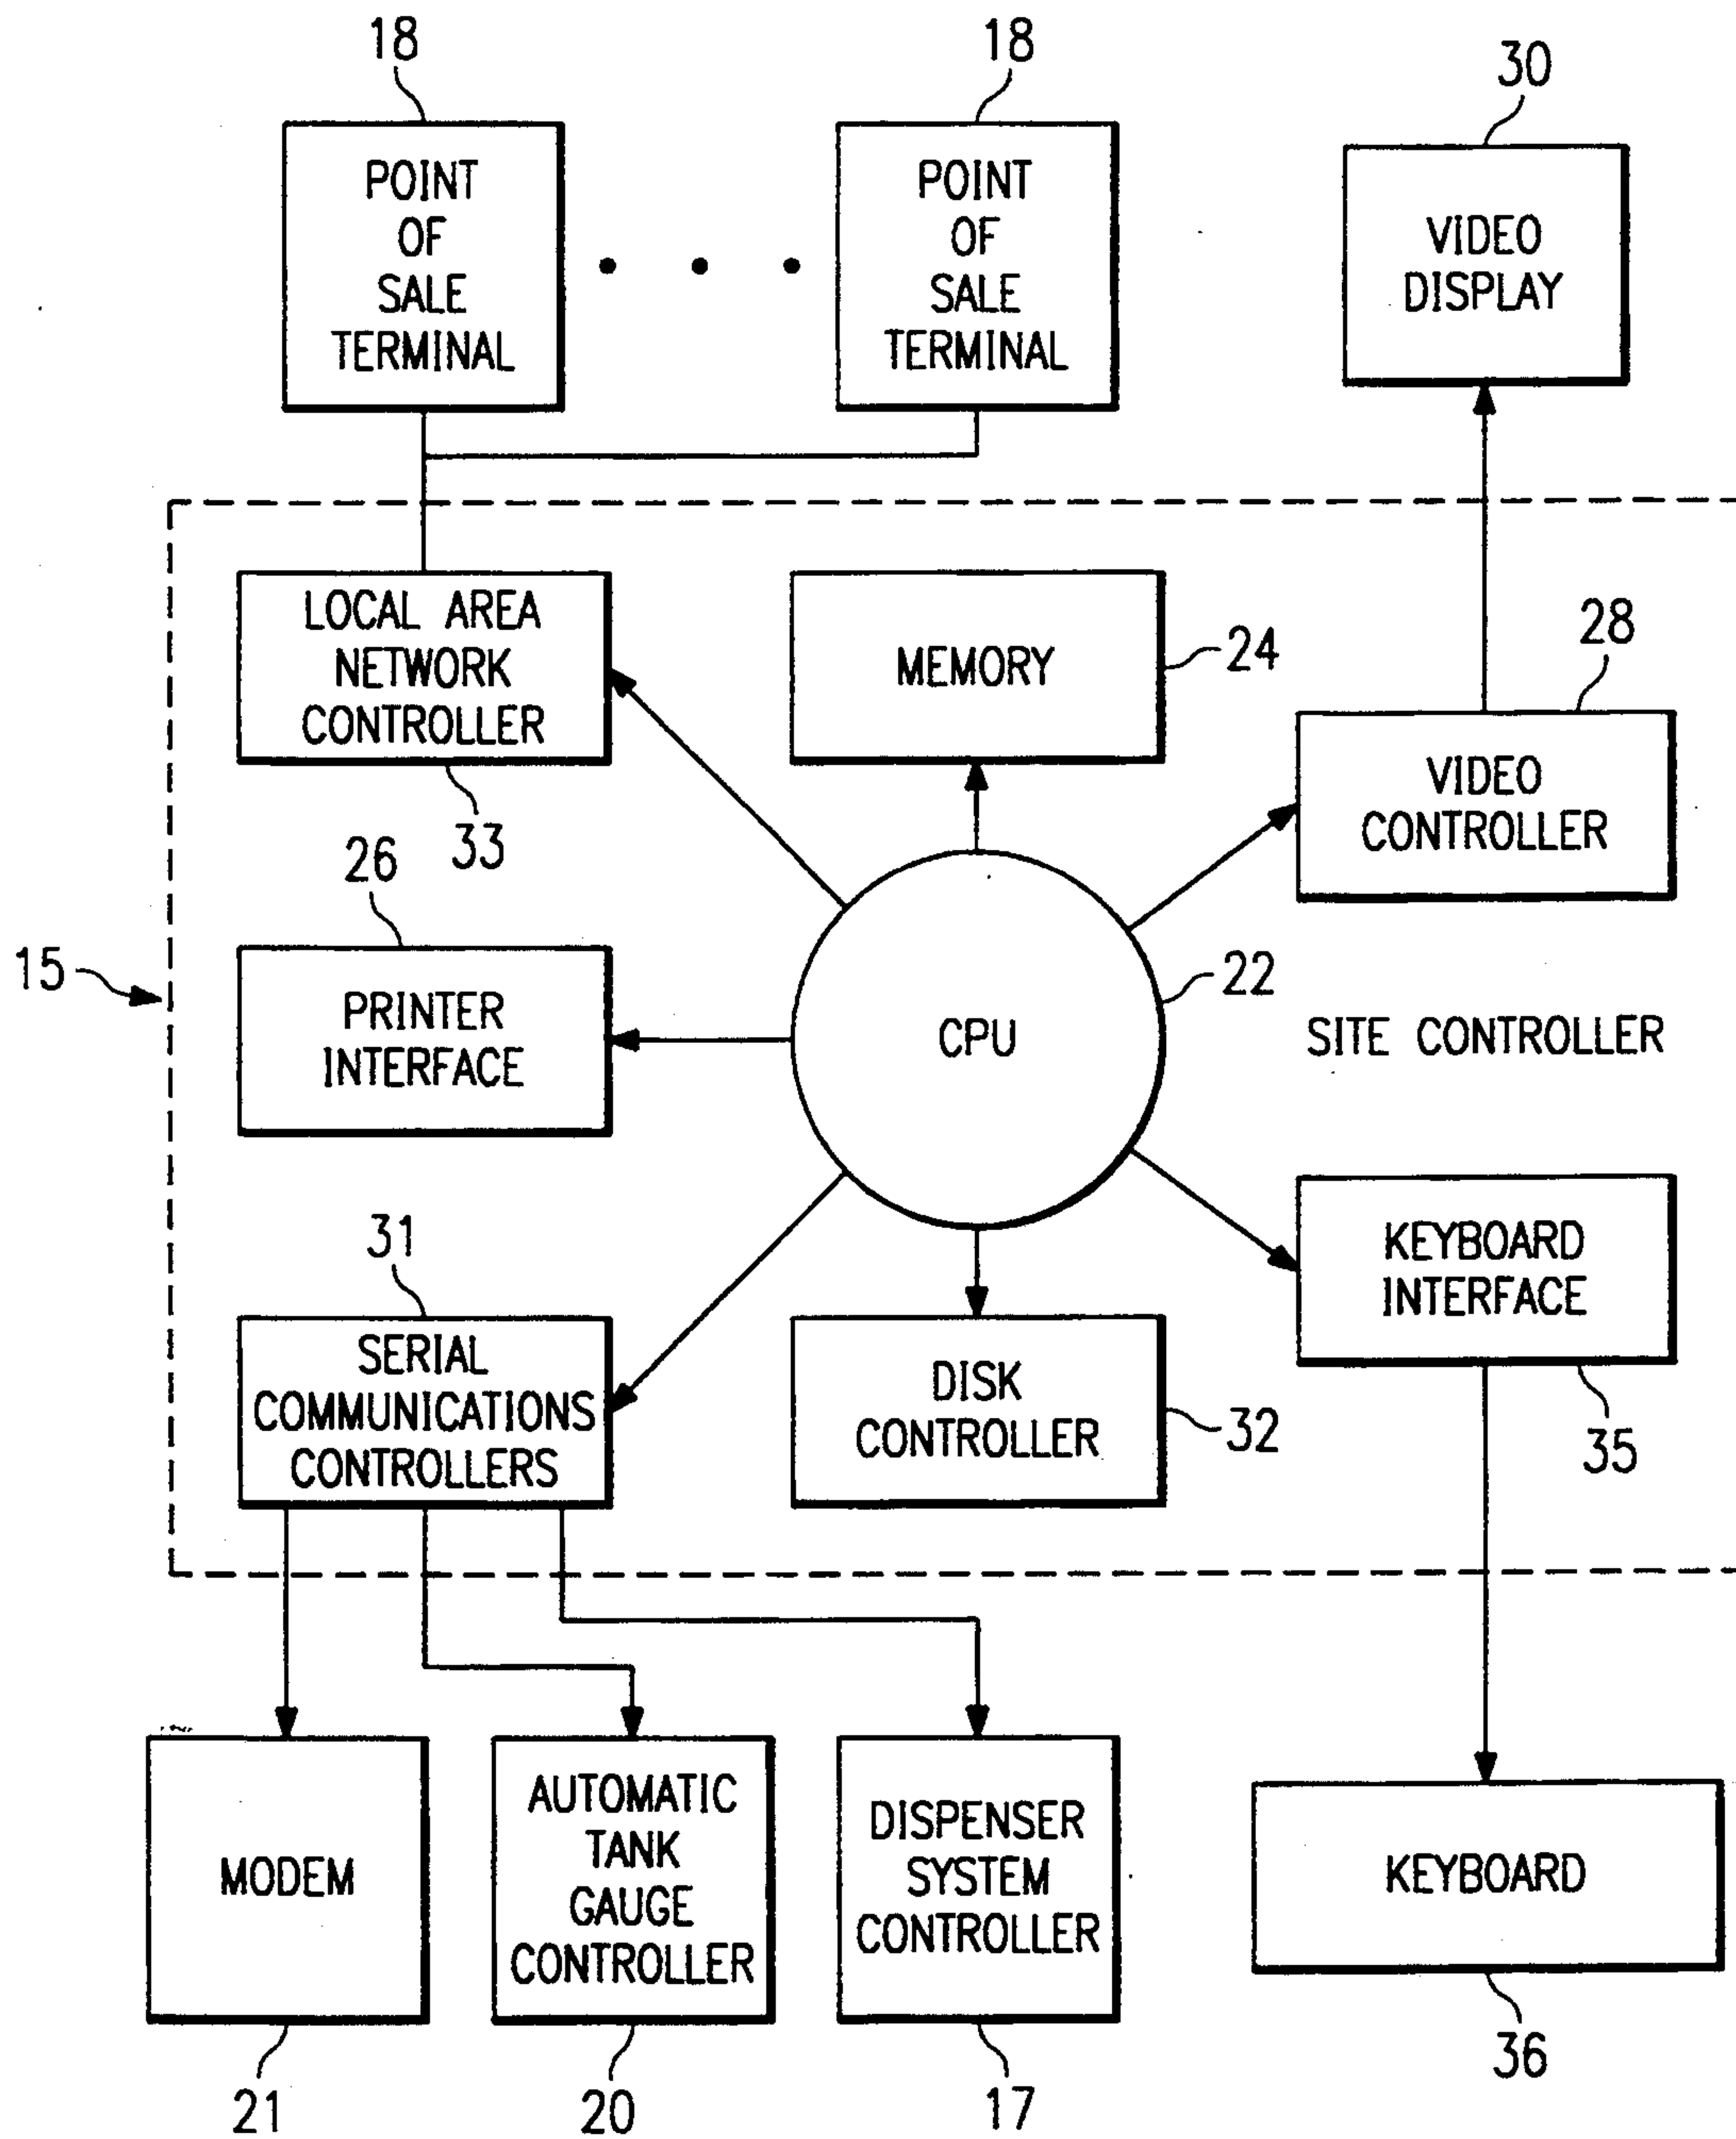 18
18
30
POINT
OF
SALE
TERMINAL
POINT
OF
SALE
TERMINAL
VIDEO
DISPLAY
LOCAL AREA
NETWORK
CONTROLLER
33
MEMORY
24
28
VIDEO
CONTROLLER
26
15
PRINTER
INTERFACE
CPU
22
SITE CONTROLLER
31
SERIAL
COMMUNICATIONS
CONTROLLERS
DISK
CONTROLLER
32
KEYBOARD
INTERFACE
35
MODEM
21
AUTOMATIC
TANK
GAUGE
CONTROLLER
20
DISPENSER
SYSTEM
CONTROLLER
17
KEYBOARD
36